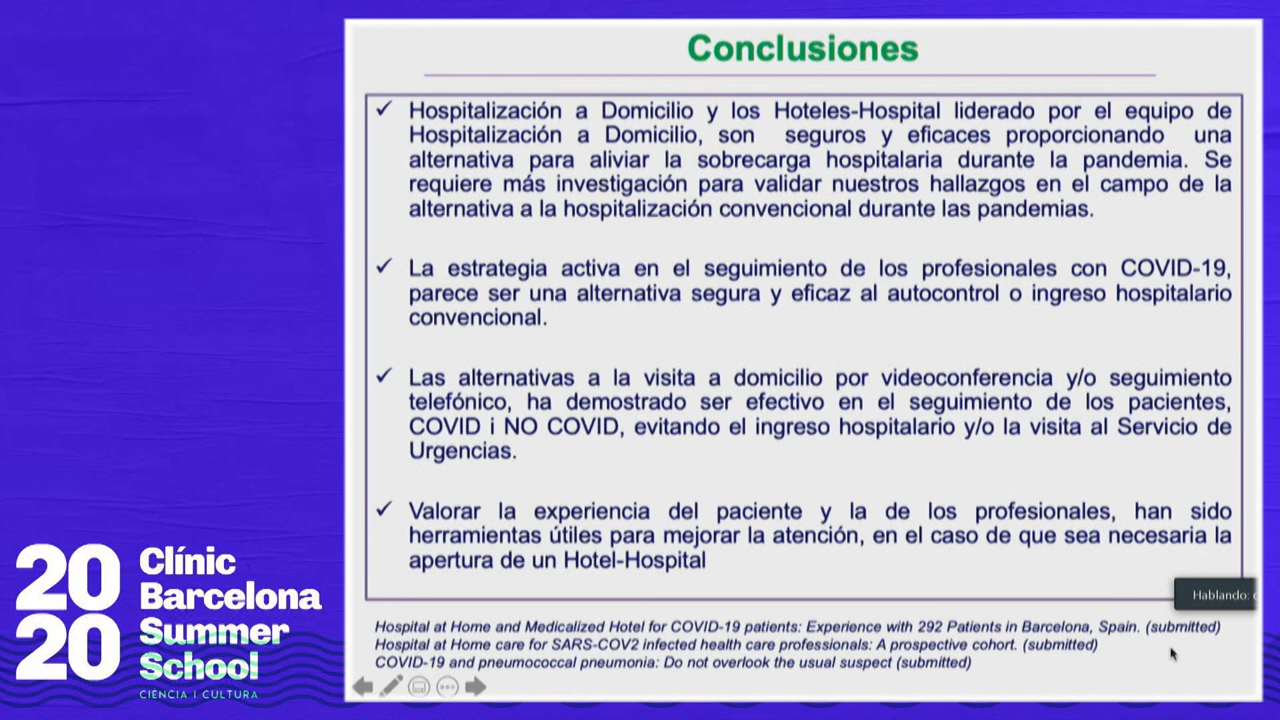 Conclusiones
✓ Hospitalización a Domicilio y los Hoteles-Hospital liderado por el equipo de
Hospitalización a Domicilio, son seguros y eficaces proporcionando una
alternativa para aliviar la sobrecarga hospitalaria durante la pandemia. Se
requiere más investigación para validar nuestros hallazgos en el campo de la
alternativa a la hospitalización convencional durante las pandemias.
✓ La estrategia activa en el seguimiento de los profesionales con COVID-19,
parece ser una alternativa segura y eficaz al autocontrol o ingreso hospitalario
convencional.
✓ Las alternativas a la visita a domicilio por videoconferencia y/o seguimiento
telefónico, ha demostrado ser efectivo en el seguimiento de los pacientes,
COVID i NO COVID, evitando el ingreso hospitalario y/o la visita al Servicio de
Urgencias.
✓ Valorar la experiencia del paciente y la de los profesionales, han sido
herramientas útiles para mejorar la atención, en el caso de que sea necesaria la
apertura de un Hotel-Hospital
Hablando:
Hospital at Home and Medicalized Hotel for COVID-19 patients: Experience with 292 Patients in Barcelona, Spain. (submitted)
Hospital at Home care for SARS-COV2 infected health care professionals: A prospective cohort. (submitted)
COVID-19 and pneumococcal pneumonia: Do not overlook the usual suspect (submitted)
20
20
Clínic
Barcelona
Summer
School
CIÈNCIA I CULTURA